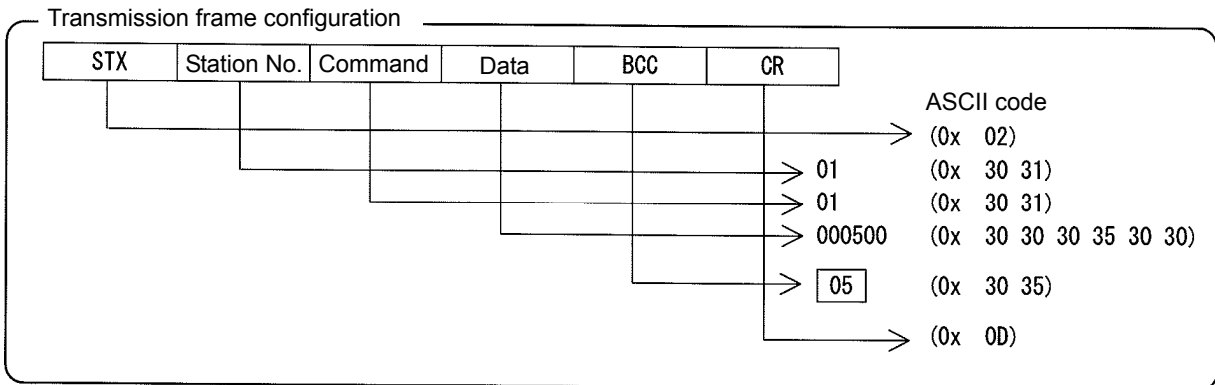 Transmission frame configuration
STX Station No. Command Data BCC CR
ASCII code
(0x 02)
01 (0x 30 31)
01 (0x 30 31)
000500 (0x 30 30 30 35 30 30)
05 (0x 30 35)
(0x 0D)